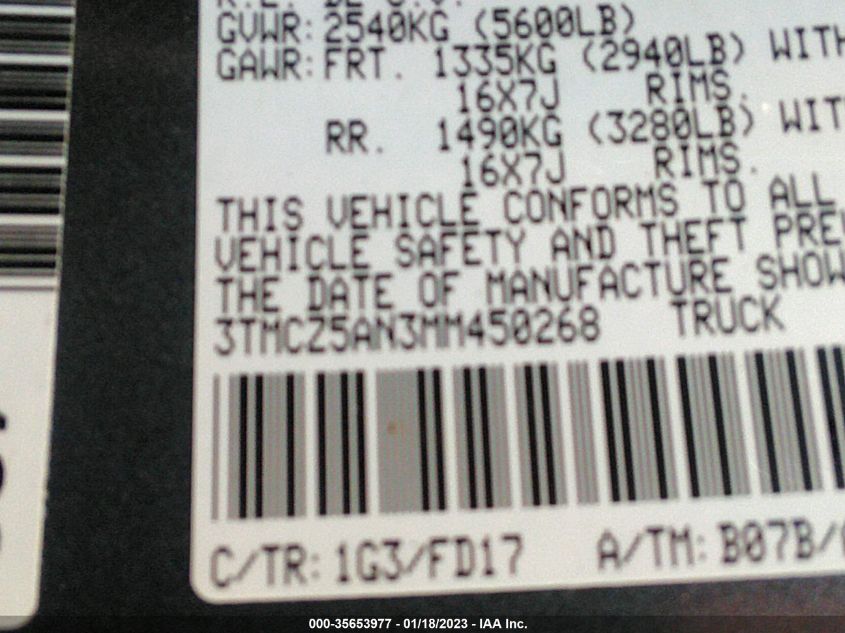 GVWR: 2540KG (5600LB)
GAWR: FRT. 1335KG (2940LB) WITH
16X7J RIMS.
RR. 1490KG (3280LB) WIT
16X7J RIMS.
THIS VEHICLE CONFORMS TO ALL
VEHICLE SAFETY AND THEFT PREV
THE DATE OF MANUFACTURE SHOW
3TMCZ5AN3MM450268 TRUCK
C/TR: 1G3/FD17 A/TM: B07B/
000-35653977 - 01/18/2023 - IAA Inc.